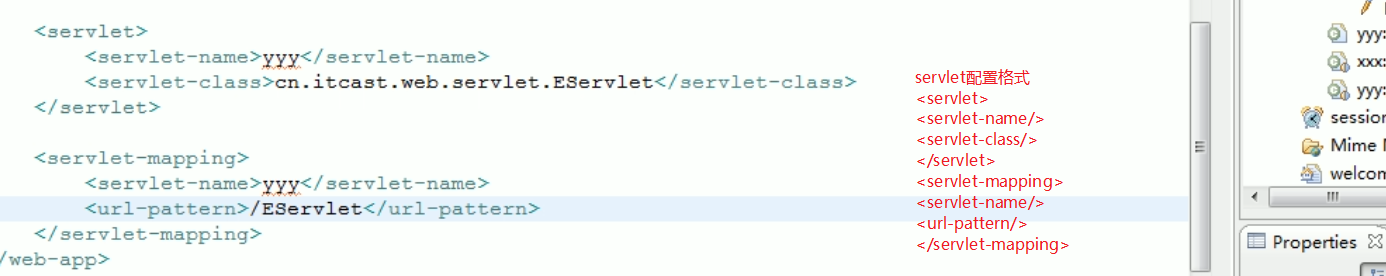 <servlet>
<servlet-name>yyy</servlet-name>
<servlet-class>cn.itcast.web.servlet.EServlet</servlet-class>
</servlet>
<servlet-mapping>
<servlet-name>yyy</servlet-name>
<url-pattern>/EServlet</url-pattern>
</servlet-mapping>
/web-app>
servlet配置格式
<servlet>
<servlet-name/>
<servlet-class/>
</servlet>
<servlet-mapping>
<servlet-name/>
<url-pattern/>
</servlet-mapping>
yyy:
xxx:
yyy:
session
Mime
welcom
Properties